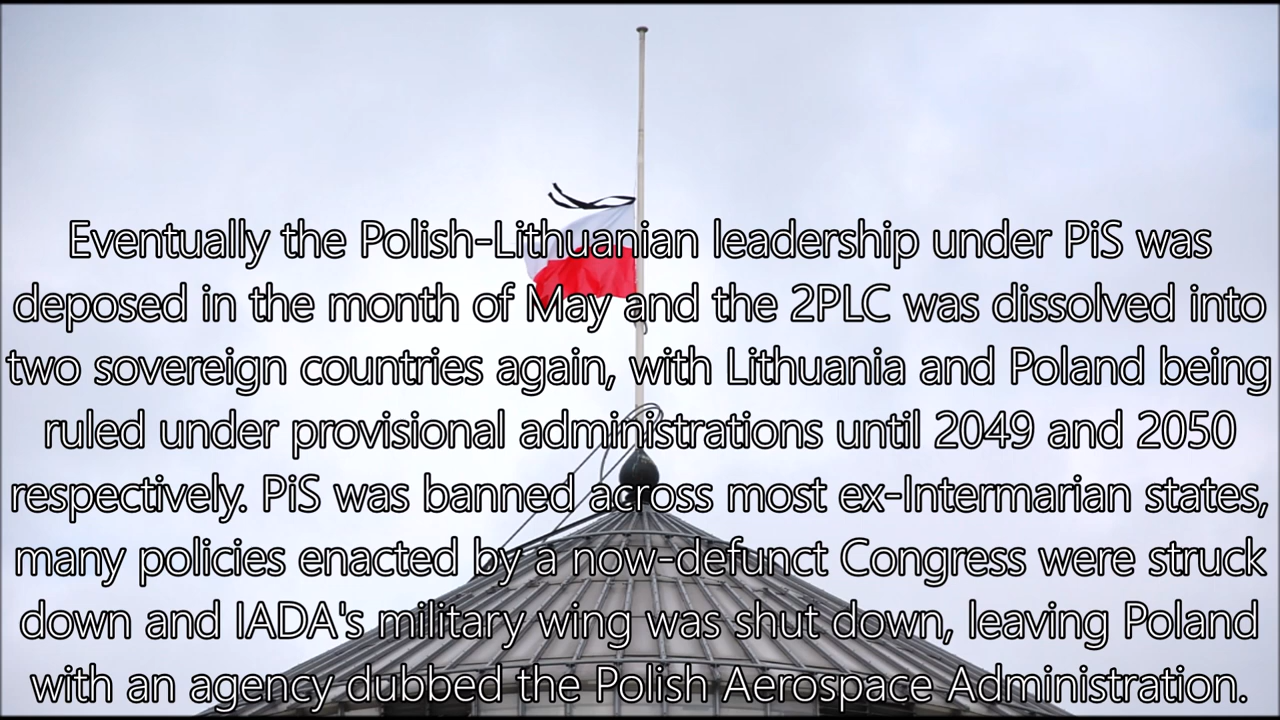 Eventually the Polish-Lithuanian leadership under PiS was
deposed in the month of May and the 2PLC was dissolved into
two sovereign countries again, with Lithuania and Poland being
ruled under provisional administrations until 2049 and 2050
respectively. PiS was banned across most ex-Intermarian states,
many policies enacted by a now-defunct Congress were struck
down and IADA's military wing was shut down, leaving Poland
with an agency dubbed the Polish Aerospace Administration.